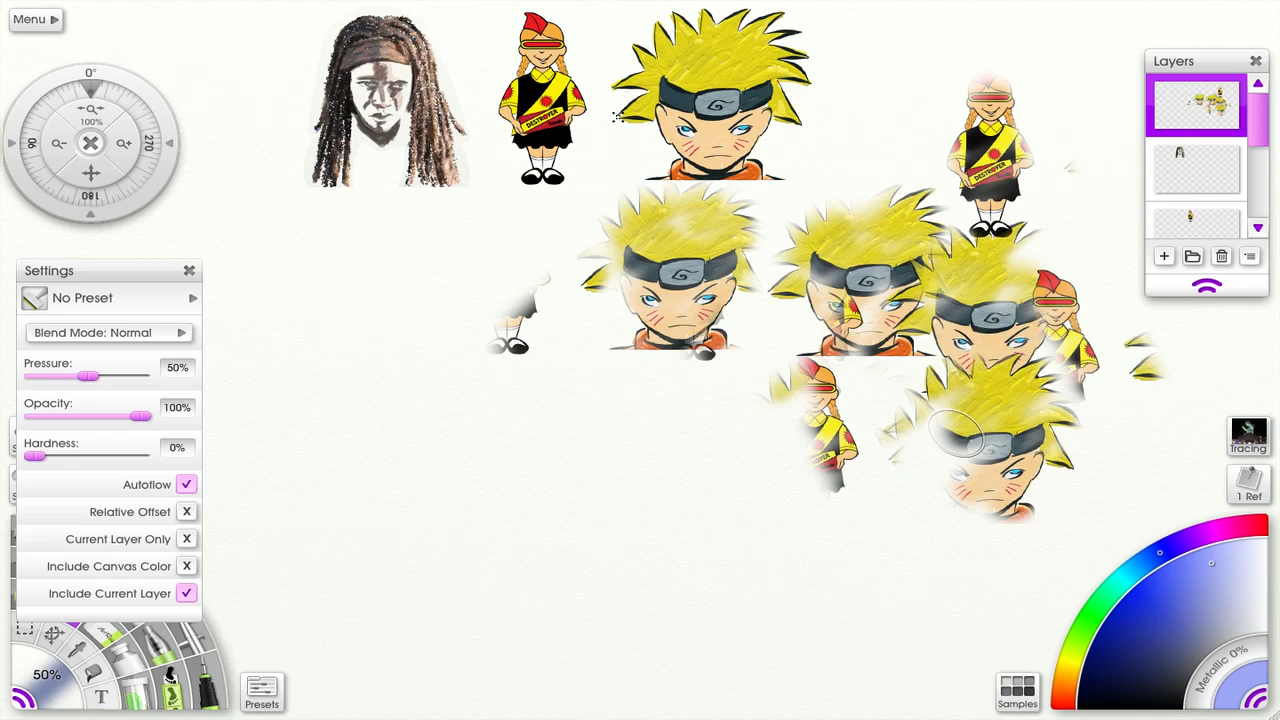 Menu
0°
100%
270
180
Layers
DESTROYER
DESTROYER
Settings
No Preset
Blend Mode: Normal
Pressure:
50%
Opacity:
100%
Hardness:
0%
Autoflow
Relative Offset
X
Current Layer Only
X
Include Canvas Color
X
Include Current Layer
50%
T
Presets
Tracing
1 Ref
Samples
Metallic 0%